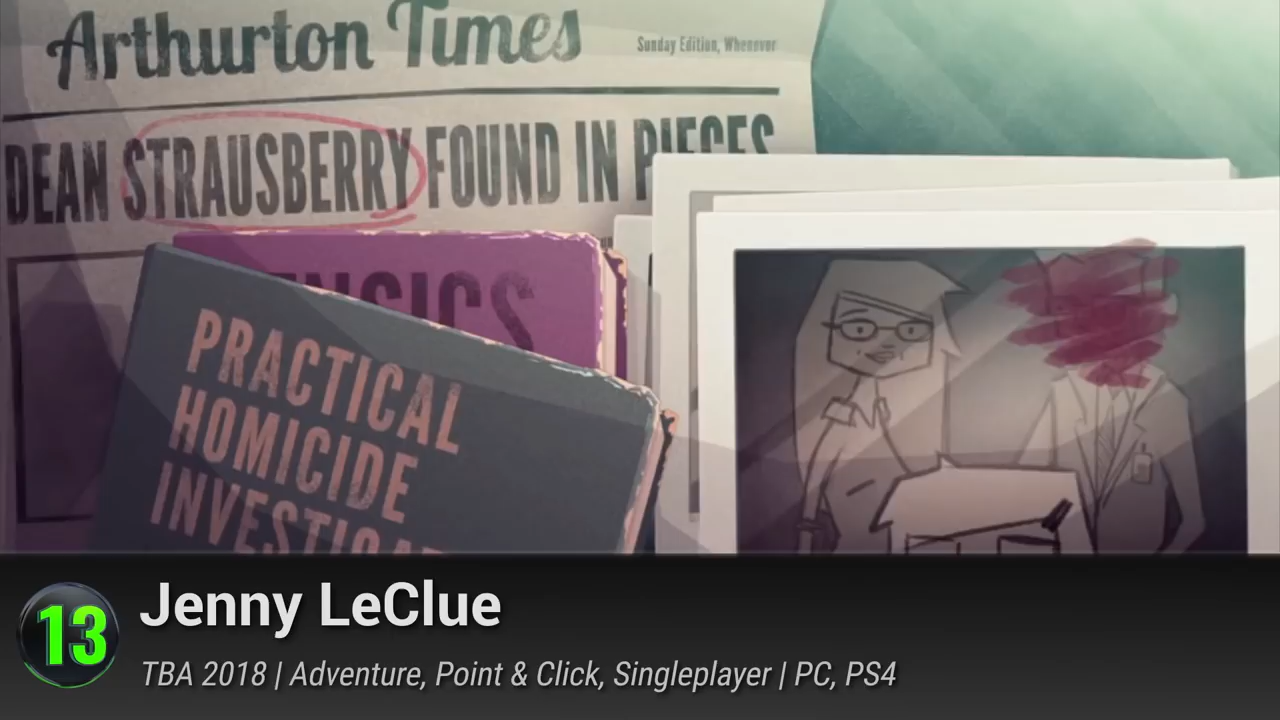 Arthurton Times
Sunday Edition, Whenever
DEAN STRAUSBERRY FOUND IN PIECES
PRACTICAL
HOMICIDE
13
Jenny LeClue
TBA 2018 | Adventure, Point & Click, Singleplayer | PC, PS4